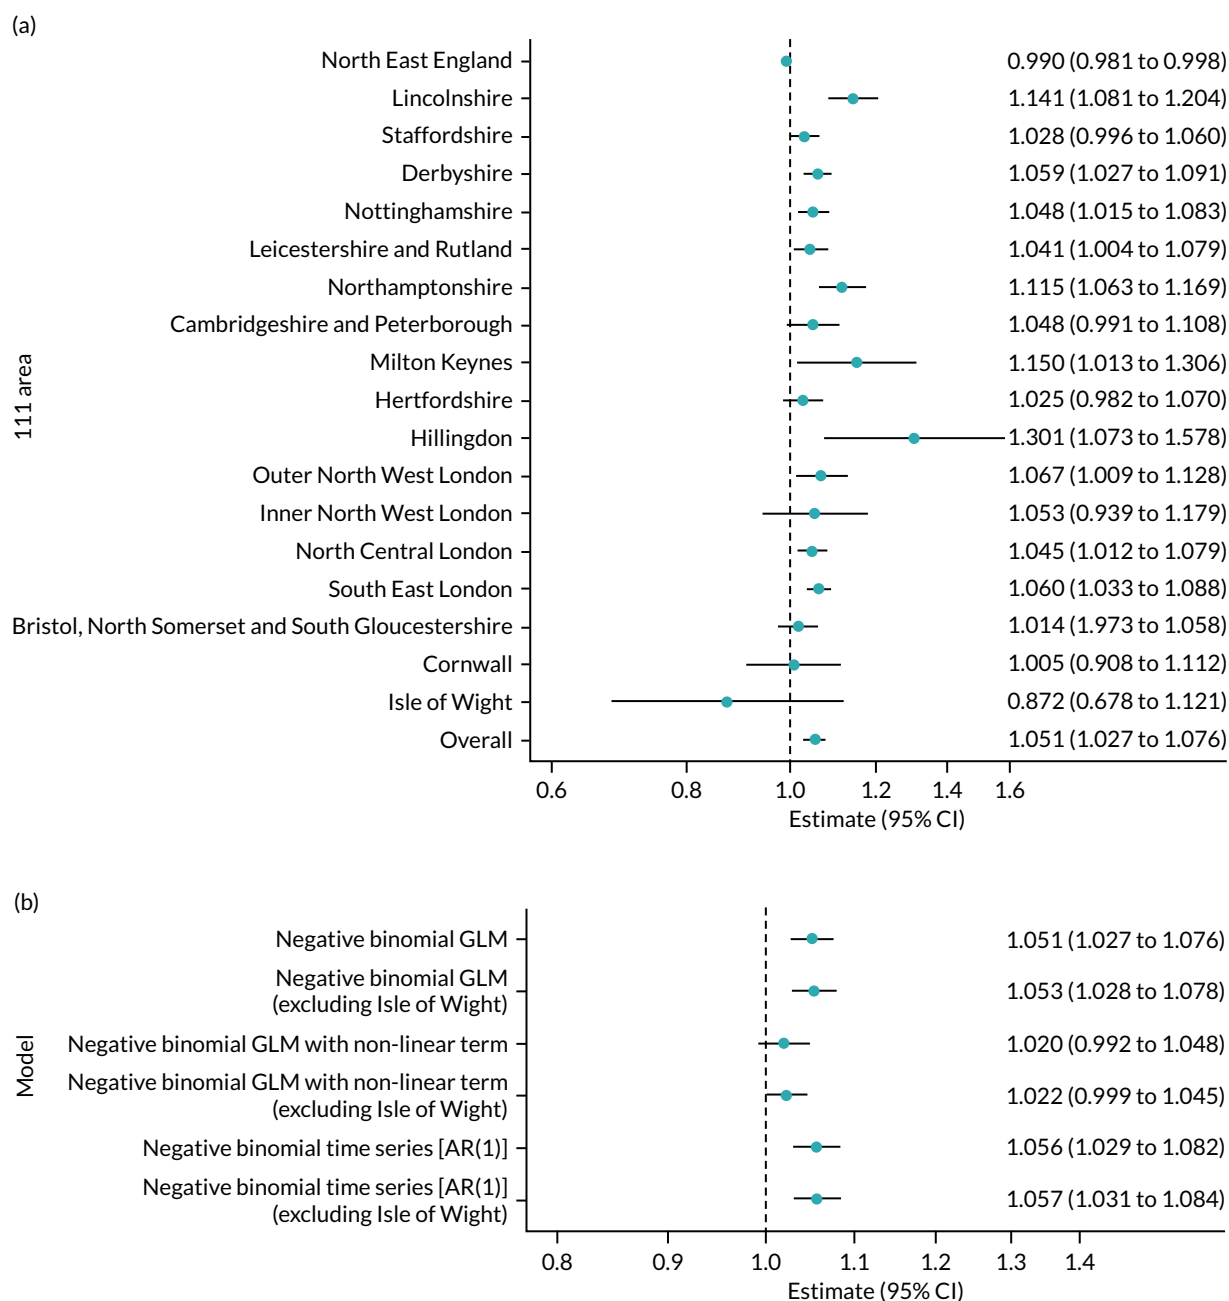 (a)
111 area
North East England 0.990 (0.981 to 0.998)
Lincolnshire 1.141 (1.081 to 1.204)
Staffordshire 1.028 (0.996 to 1.060)
Derbyshire 1.059 (1.027 to 1.091)
Nottinghamshire 1.048 (1.015 to 1.083)
Leicestershire and Rutland 1.041 (1.004 to 1.079)
Northamptonshire 1.115 (1.063 to 1.169)
Cambridgeshire and Peterborough 1.048 (0.991 to 1.108)
Milton Keynes 1.150 (1.013 to 1.306)
Hertfordshire 1.025 (0.982 to 1.070)
Hillingdon 1.301 (1.073 to 1.578)
Outer North West London 1.067 (1.009 to 1.128)
Inner North West London 1.053 (0.939 to 1.179)
North Central London 1.045 (1.012 to 1.079)
South East London 1.060 (1.033 to 1.088)
Bristol, North Somerset and South Gloucestershire 1.014 (1.973 to 1.058)
Cornwall 1.005 (0.908 to 1.112)
Isle of Wight 0.872 (0.678 to 1.121)
Overall 1.051 (1.027 to 1.076)
0.6 0.8 1.0 1.2 1.4 1.6
Estimate (95% CI)
(b)
Model
Negative binomial GLM 1.051 (1.027 to 1.076)
Negative binomial GLM
(excluding Isle of Wight) 1.053 (1.028 to 1.078)
Negative binomial GLM with non-linear term 1.020 (0.992 to 1.048)
Negative binomial GLM with non-linear term
(excluding Isle of Wight) 1.022 (0.999 to 1.045)
Negative binomial time series [AR(1)] 1.056 (1.029 to 1.082)
Negative binomial time series [AR(1)]
(excluding Isle of Wight) 1.057 (1.031 to 1.084)
0.8 0.9 1.0 1.1 1.2 1.3 1.4
Estimate (95% CI)